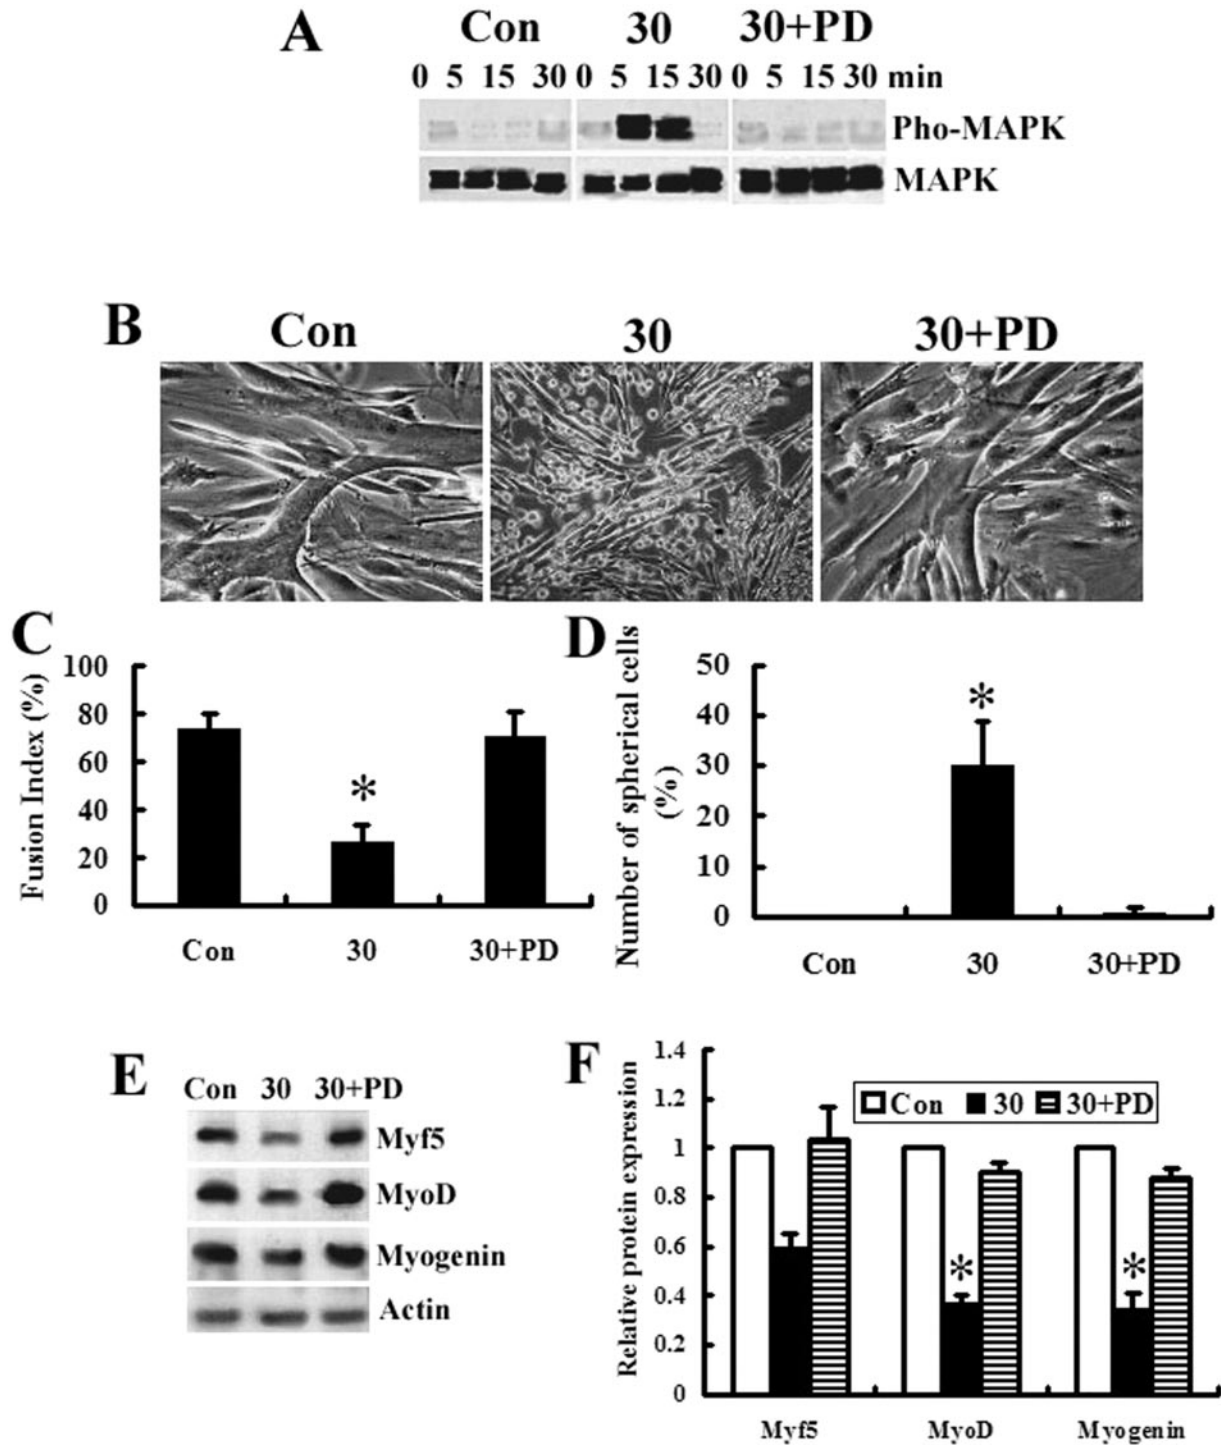 A
Con 30 30+PD
0 5 15 30 0 5 15 30 0 5 15 30 min
Pho-MAPK
MAPK
B
Con 30 30+PD
C
Fusion Index (%)
100
80
60
40
20
0
*
Con 30 30+PD
D
Number of spherical cells
(%)
50
40
30
20
10
0
*
Con 30 30+PD
E
Con 30 30+PD
Myf5
MyoD
Myogenin
Actin
F
Relative protein expression
1.4
1.2
1
0.8
0.6
0.4
0.2
0
Con 30 30+PD
* *
Myf5 MyoD Myogenin